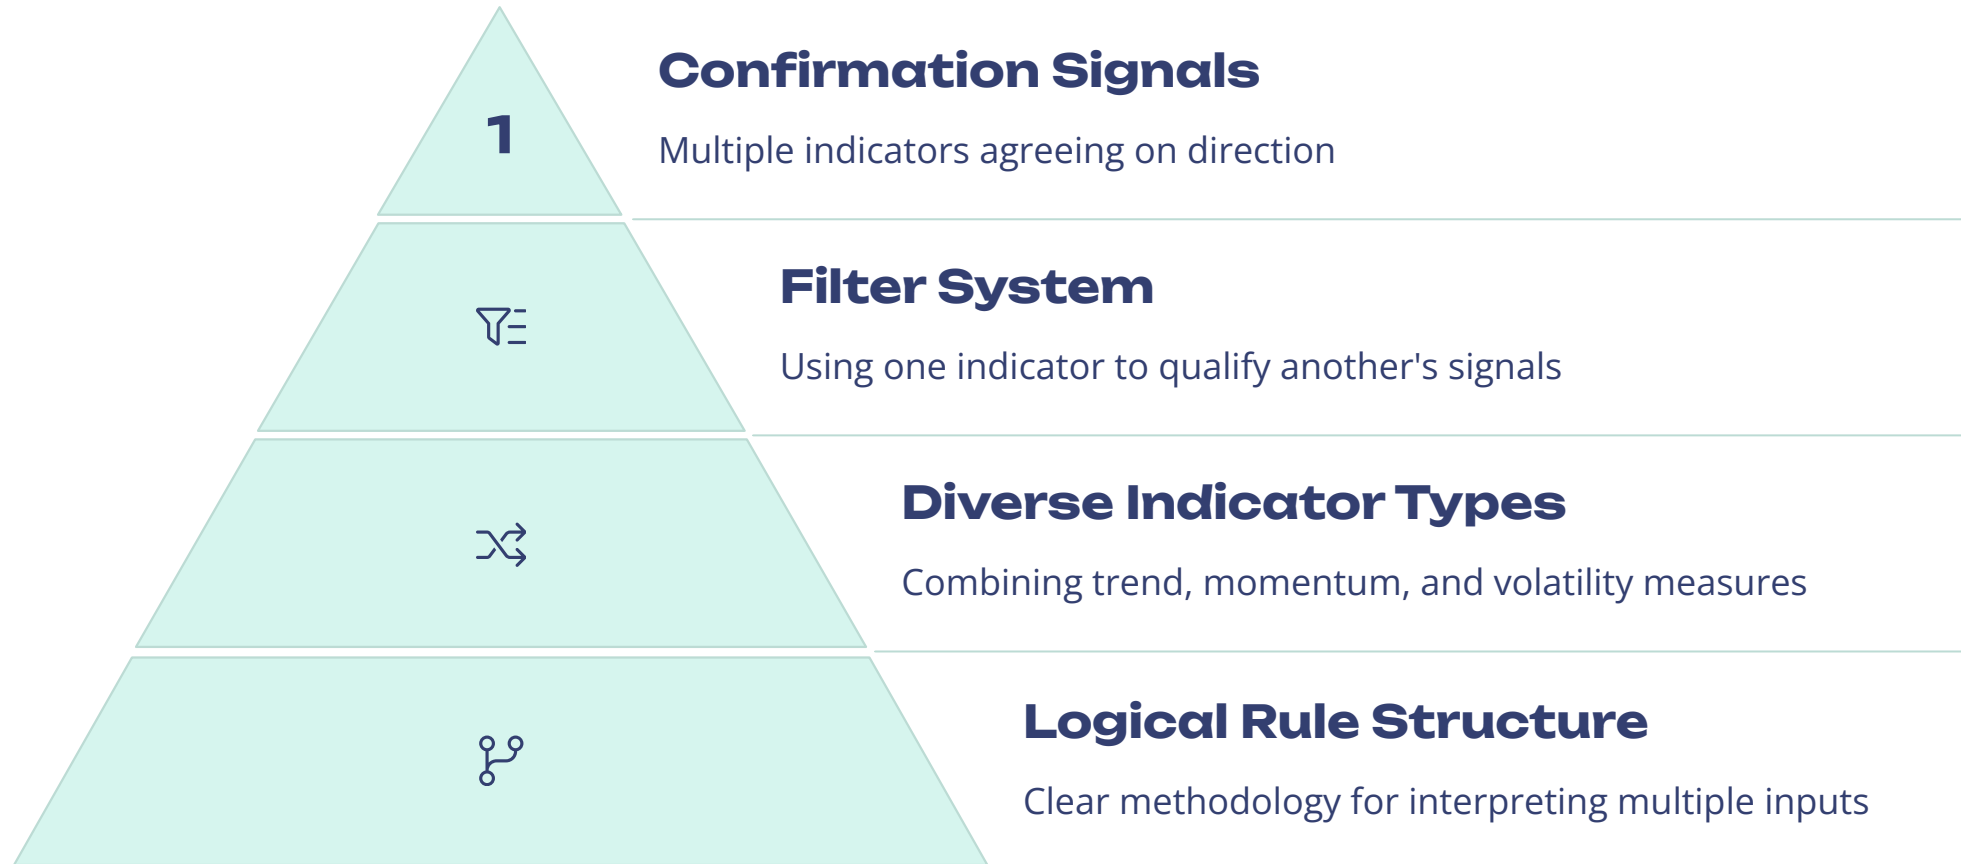 1
Confirmation Signals
Multiple indicators agreeing on direction
Filter System
Using one indicator to qualify another's signals
Diverse Indicator Types
Combining trend, momentum, and volatility measures
Logical Rule Structure
Clear methodology for interpreting multiple inputs